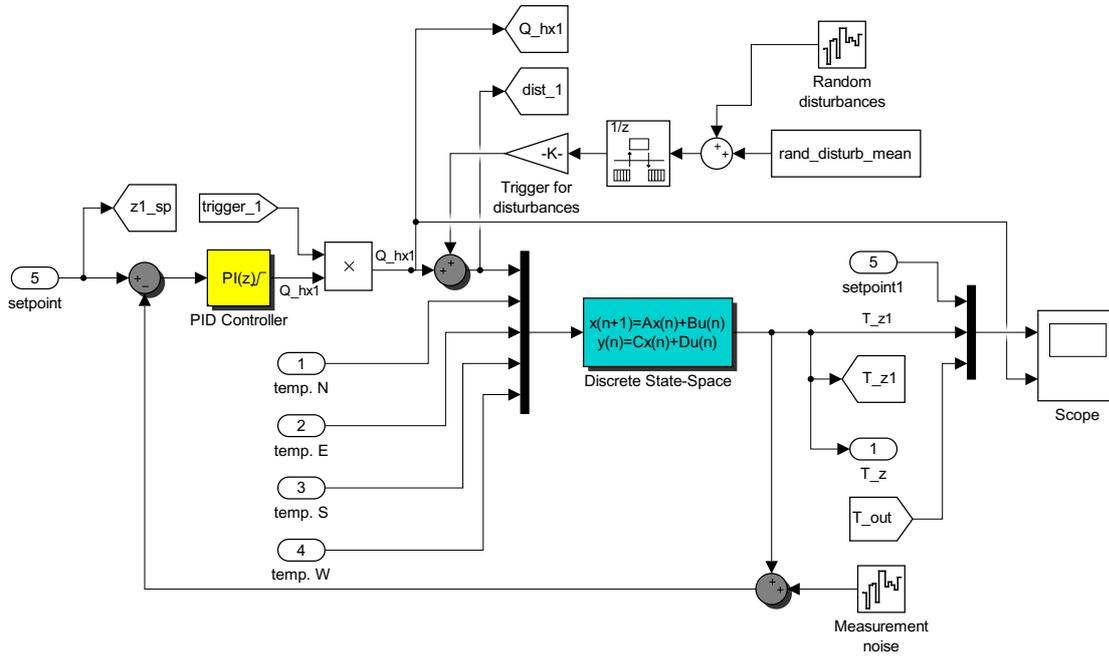 Q_hx1
Random
disturbances
dist_1
1/z
-K-
+
+
rand_disturb_mean
Trigger for
disturbances
z1_sp
trigger_1
5
setpoint
+
−
PI(z)
PID Controller
Q_hx1
×
Q_hx1
+
+
5
setpoint1
x(n+1)=Ax(n)+Bu(n)
y(n)=Cx(n)+Du(n)
Discrete State-Space
T_z1
1
temp. N
T_z1
Scope
2
temp. E
1
T_z
3
temp. S
T_out
4
temp. W
+
+
Measurement
noise